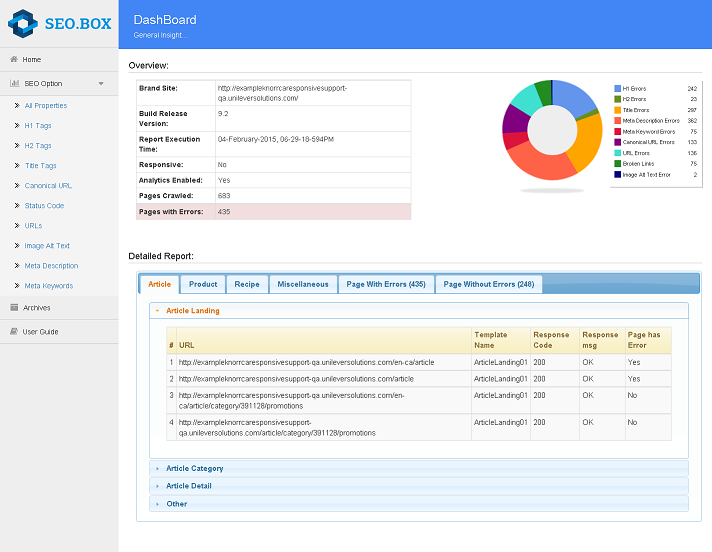 SEO.BOX
DashBoard
General Insight...
Home
SEO Option
All Properties
H1 Tags
H2 Tags
Title Tags
Canonical URL
Status Code
URLs
Image Alt Text
Meta Description
Meta Keywords
Archives
User Guide
Overview:
Brand Site: http://exampleknorrcaresponsivesupport-
qa.unileversolutions.com/
Build Release 9.2
Version:
Report Execution 04-February-2015, 06-29-18-594PM
Time:
Responsive: No
Analytics Enabled: Yes
Pages Crawled: 683
Pages with Errors: 435
H1 Errors 242
H2 Errors 23
Title Errors 297
Meta Description Errors 362
Meta Keyword Errors 75
Canonical URL Errors 133
URL Errors 136
Broken Links 75
Image Alt Text Error 2
Detailed Report:
Article Product Recipe Miscellaneous Page With Errors (435) Page Without Errors (248)
Article Landing
# URL Template Name Response Code Response msg Page has Error
1 http://exampleknorrcaresponsivesupport-qa.unileversolutions.com/en-ca/article ArticleLanding01 200 OK Yes
2 http://exampleknorrcaresponsivesupport-qa.unileversolutions.com/article ArticleLanding01 200 OK Yes
3 http://exampleknorrcaresponsivesupport-qa.unileversolutions.com/en- ArticleLanding01 200 OK No
ca/article/category/391128/promotions
4 http://exampleknorrcaresponsivesupport- ArticleLanding01 200 OK No
qa.unileversolutions.com/article/category/391128/promotions
Article Category
Article Detail
Other